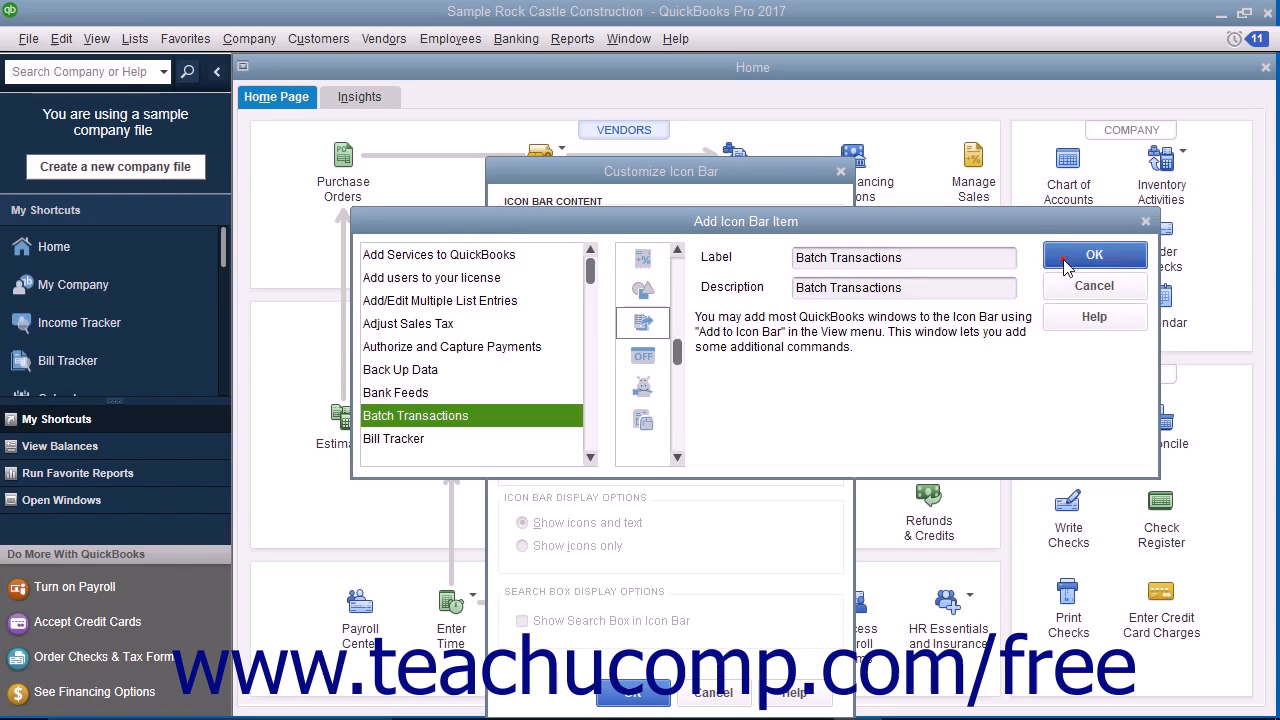 Sample Rock Castle Construction - QuickBooks Pro 2017
File Edit View Lists Favorites Company Customers Vendors Employees Banking Reports Window Help
11
Search Company or Help
You are using a sample
company file
Create a new company file
My Shortcuts
Home
My Company
Income Tracker
Bill Tracker
My Shortcuts
View Balances
Run Favorite Reports
Open Windows
Do More With QuickBooks
Turn on Payroll
Accept Credit Cards
Order Checks & Tax Form
See Financing Options
Home
Home Page
Insights
VENDORS
COMPANY
Purchase
Orders
Manage
Sales
Chart of
Accounts
Inventory
Activities
Refunds
& Credits
Write
Checks
Check
Register
Print
Checks
Enter Credit
Card Charges
Payroll
Enter
Time
HR Essentials
and Insurance
Customize Icon Bar
ICON BAR CONTENT
Add Icon Bar Item
Add Services to QuickBooks
Add users to your license
Add/Edit Multiple List Entries
Adjust Sales Tax
Authorize and Capture Payments
Back Up Data
Bank Feeds
Batch Transactions
Bill Tracker
OFF
Label
Batch Transactions
Description
Batch Transactions
You may add most QuickBooks windows to the Icon Bar using
"Add to Icon Bar" in the View menu. This window lets you add
some additional commands.
OK
Cancel
Help
ICON BAR DISPLAY OPTIONS
Show icons and text
Show icons only
SEARCH BOX DISPLAY OPTIONS
Show Search Box in Icon Bar
OK
Cancel
Help
www.teachucomp.com/free